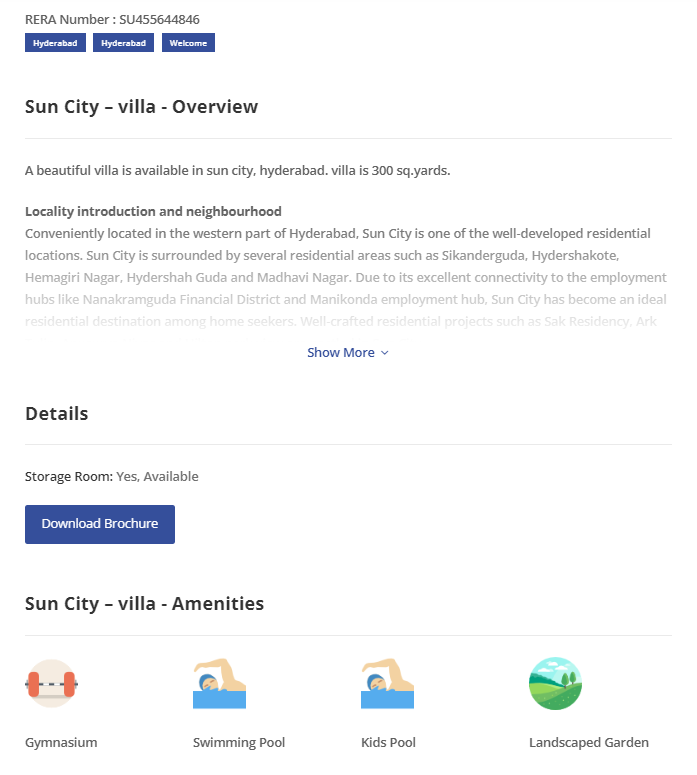 RERA Number : SU455644846
Hyderabad Hyderabad Welcome
Sun City – villa - Overview
A beautiful villa is available in sun city, hyderabad. villa is 300 sq.yards.
Locality introduction and neighbourhood
Conveniently located in the western part of Hyderabad, Sun City is one of the well-developed residential
locations. Sun City is surrounded by several residential areas such as Sikanderguda, Hydershakote,
Hemagiri Nagar, Hydershah Guda and Madhavi Nagar. Due to its excellent connectivity to the employment
hubs like Nanakramguda Financial District and Manikonda employment hub, Sun City has become an ideal
residential destination among home seekers. Well-crafted residential projects such as Sak Residency, Ark
Show More
Details
Storage Room: Yes, Available
Download Brochure
Sun City – villa - Amenities
Gymnasium Swimming Pool Kids Pool Landscaped Garden